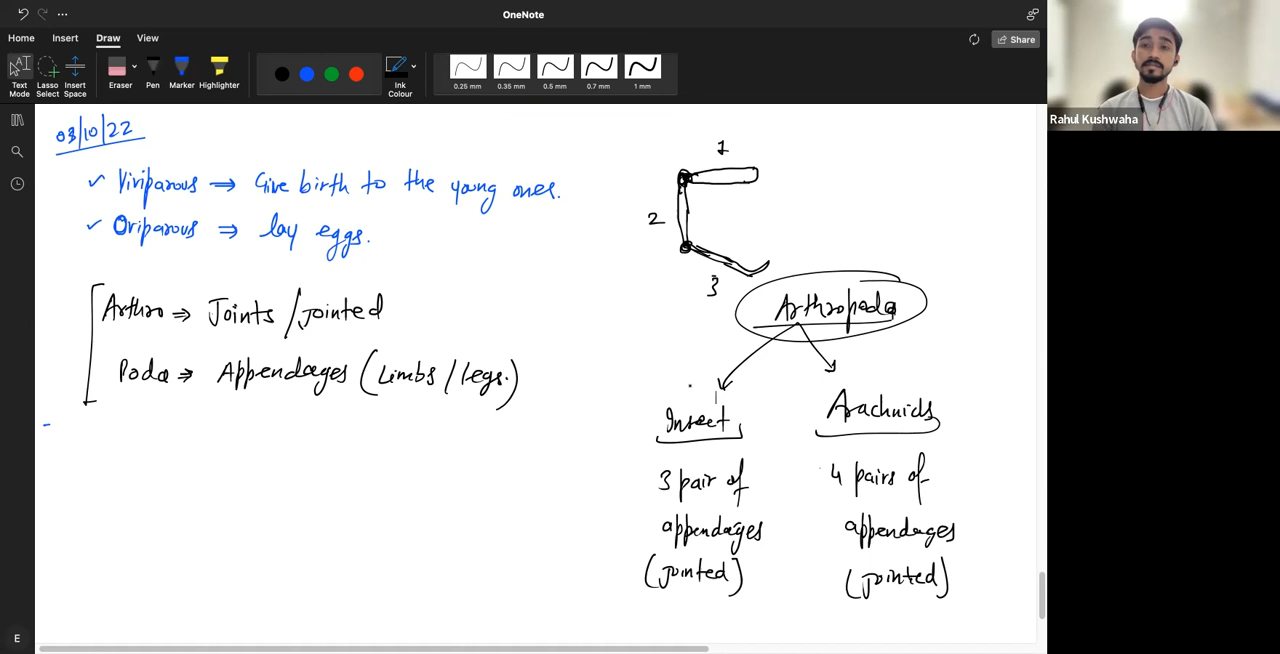 OneNote
Home Insert Draw View
Share
Text Mode
Lasso Select
Insert Space
Eraser
Pen
Marker
Highlighter
Ink Colour
0.25 mm
0.35 mm
0.5 mm
0.7 mm
1 mm
Rahul Kushwaha
03/10/22
Viviparous ⇒ Give birth to the young ones.
Oviparous ⇒ lay eggs.
Arthro ⇒ Joints / Jointed
Poda ⇒ Appendages (Limbs / Legs.)
1
2
3
Arthropoda
Insect
3 pair of
appendages
(Jointed)
Arachnids
4 pairs of
appendages
(Jointed)
E